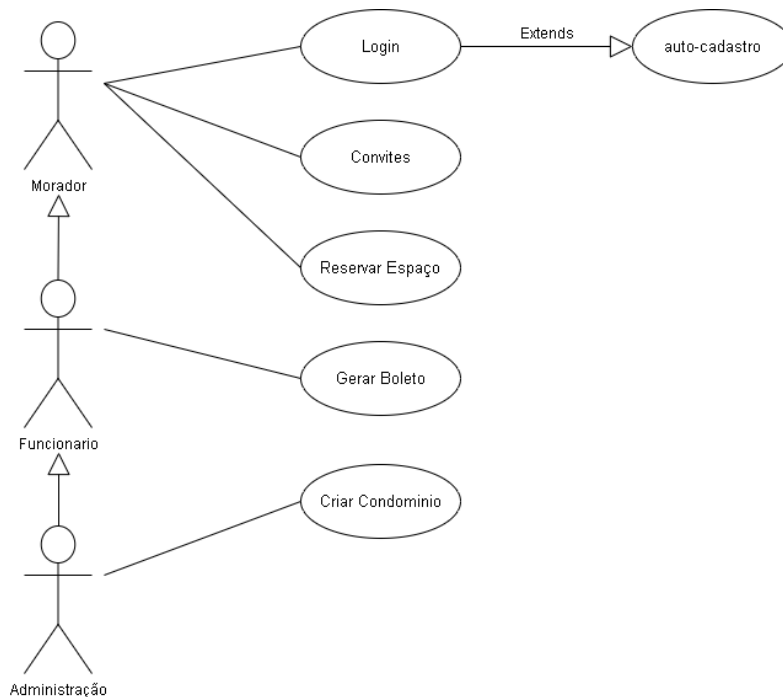 Login
Extends
auto-cadastro
Convites
Morador
Reservar Espaço
Gerar Boleto
Funcionario
Criar Condominio
Administração